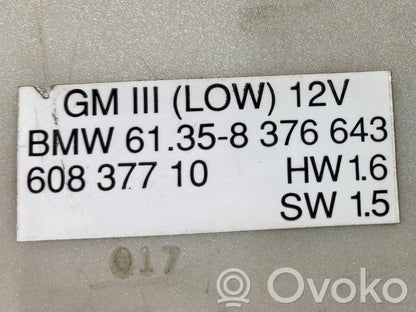 GM III (LOW) 12V
BMW 61.35-8 376 643
608 377 10 HW 1.6
SW 1.5
017
Ovoko